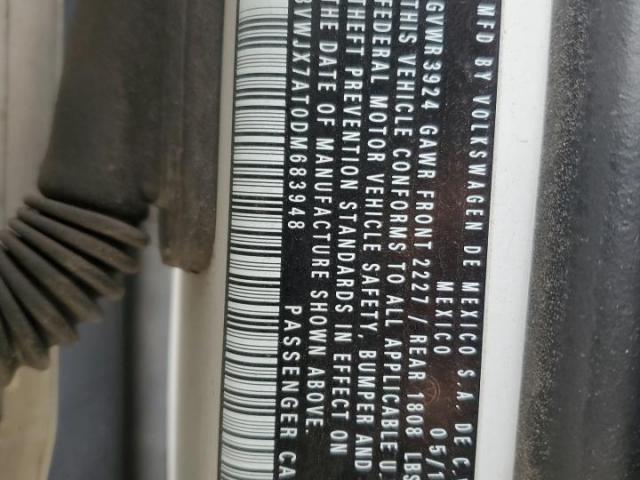 MFD BY VOLKSWAGEN DE MEXICO S.A. DE C.V
MEXICO 05/1
GVWR 3924 GAWR FRONT 2227 / REAR 1808 LBS
THIS VEHICLE CONFORMS TO ALL APPLICABLE U.
FEDERAL MOTOR VEHICLE SAFETY, BUMPER AND
THEFT PREVENTION STANDARDS IN EFFECT ON
THE DATE OF MANUFACTURE SHOWN ABOVE.
3VWJX7AT0DM683948 PASSENGER CA